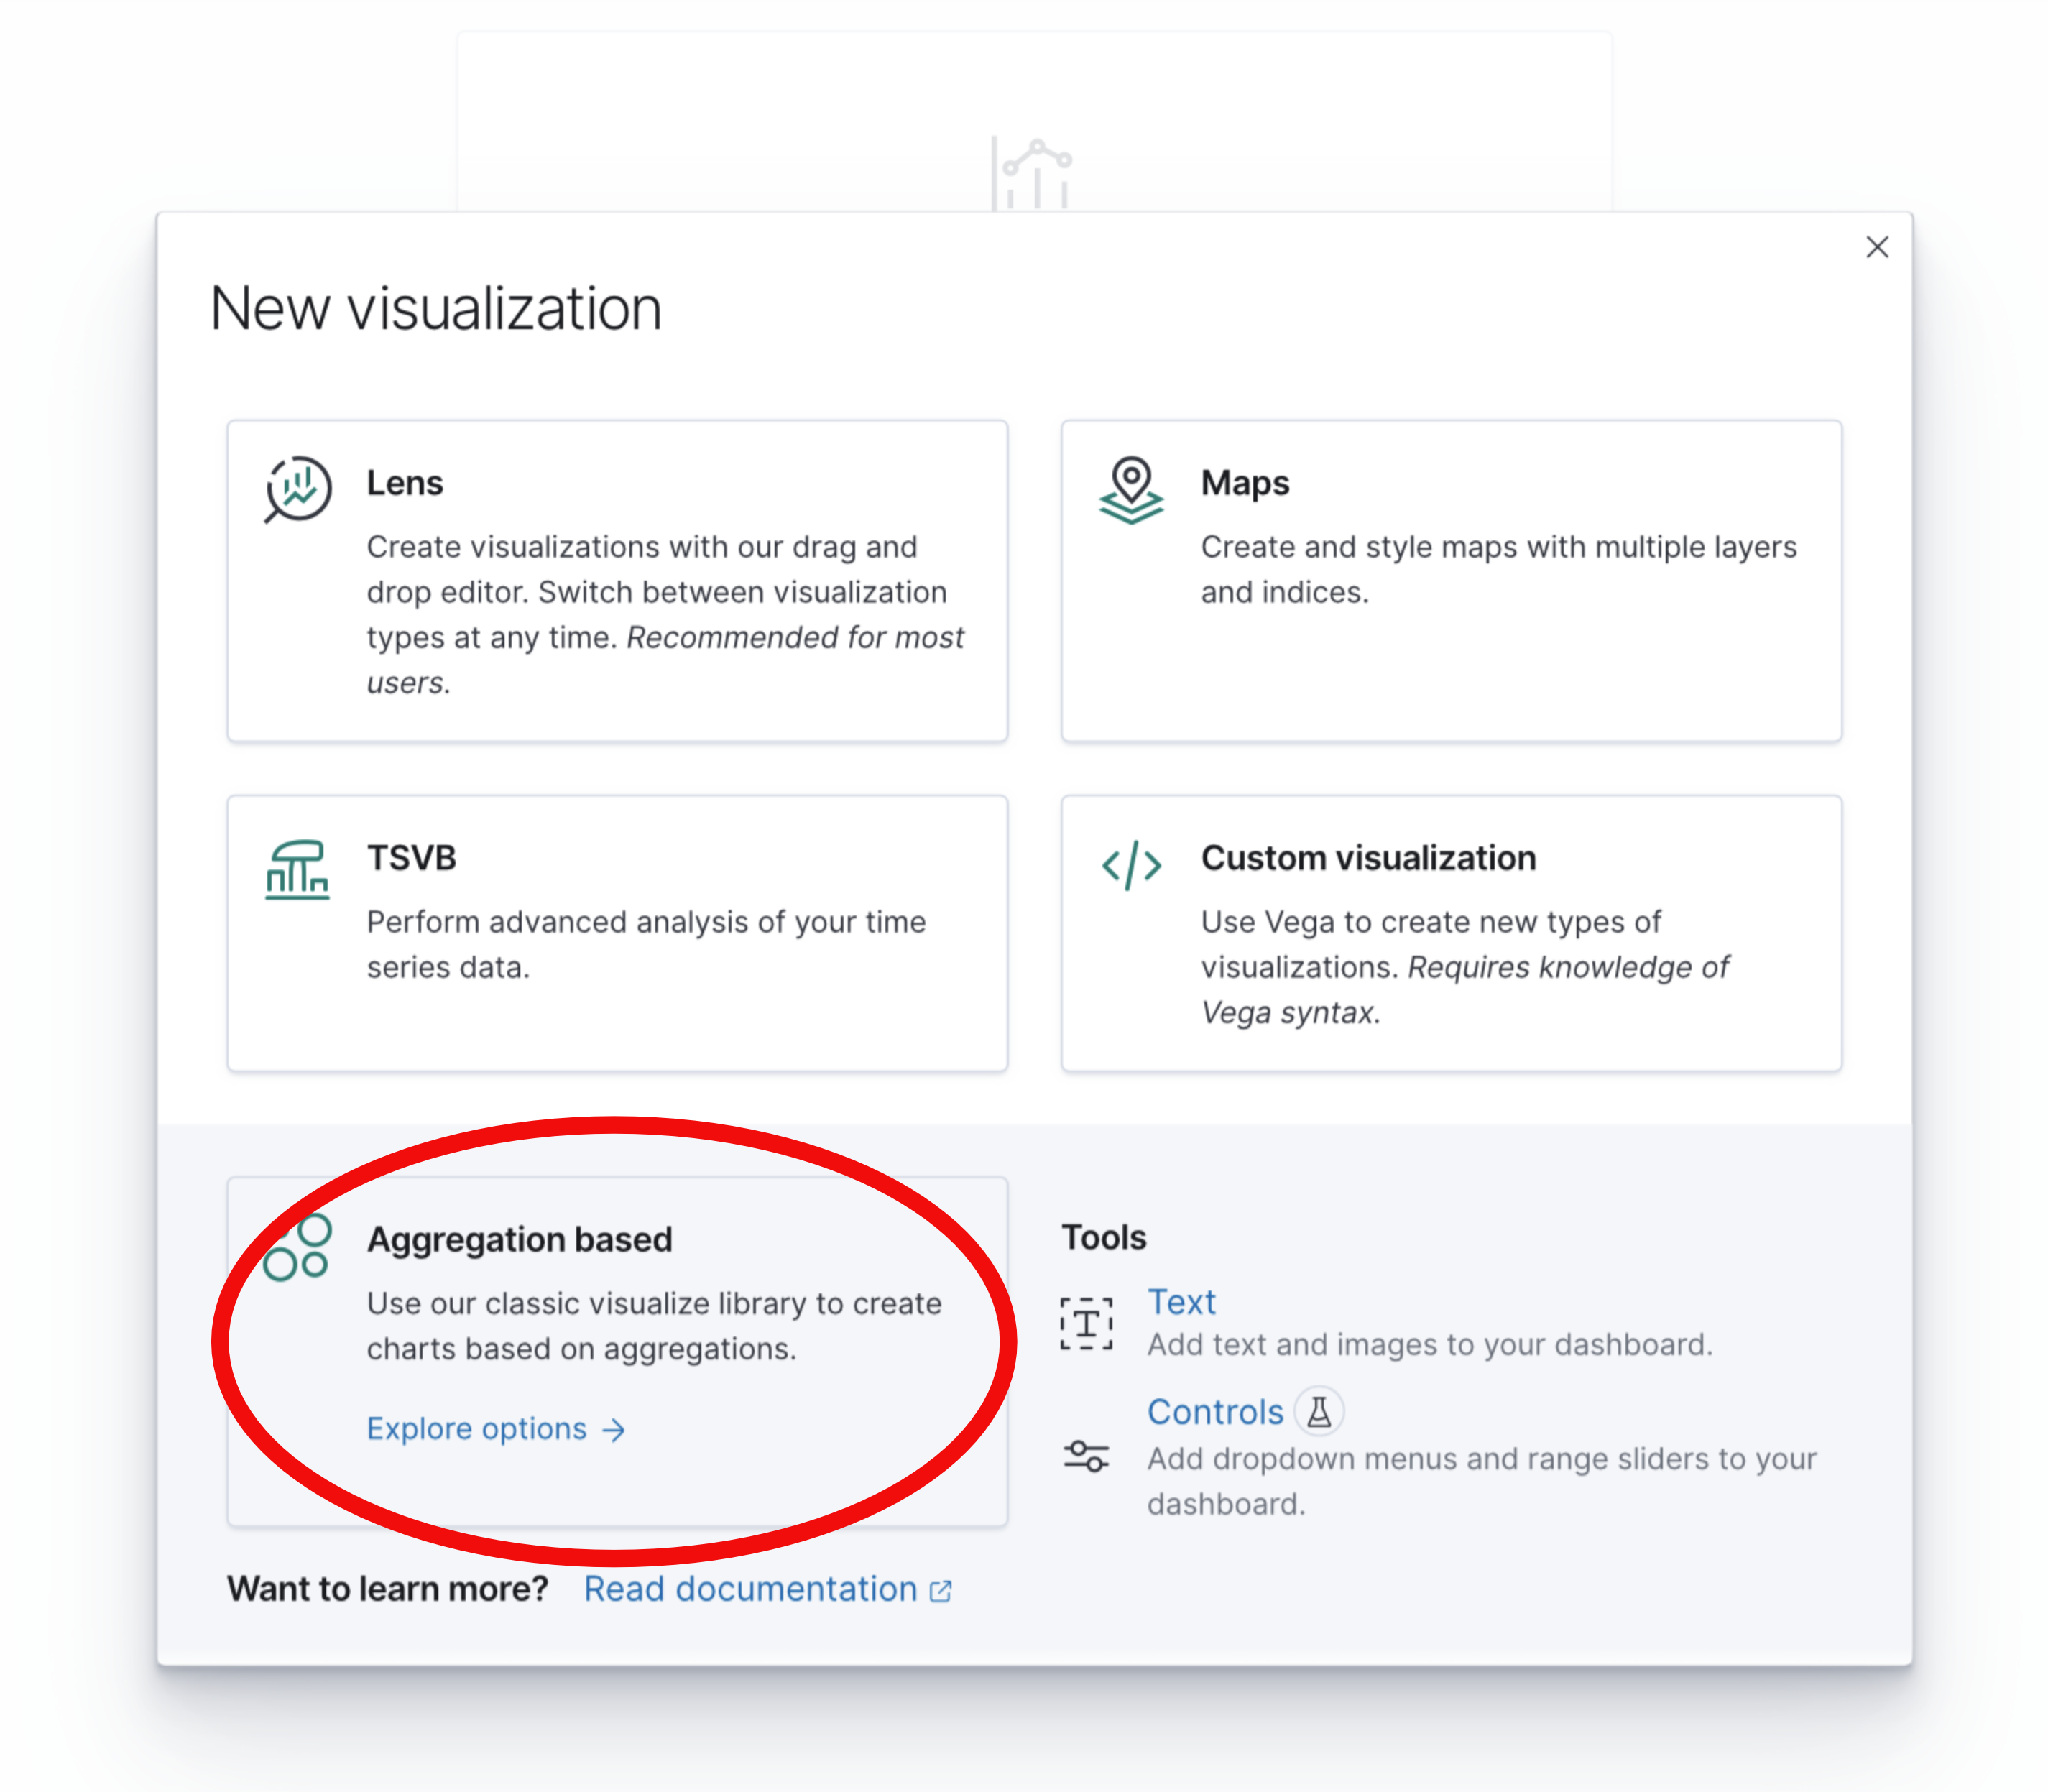 New visualization
Lens
Create visualizations with our drag and
drop editor. Switch between visualization
types at any time. Recommended for most
users.
Maps
Create and style maps with multiple layers
and indices.
TSVB
Perform advanced analysis of your time
series data.
Custom visualization
Use Vega to create new types of
visualizations. Requires knowledge of
Vega syntax.
Aggregation based
Use our classic visualize library to create
charts based on aggregations.
Explore options →
Tools
Text
Add text and images to your dashboard.
Controls
Add dropdown menus and range sliders to your
dashboard.
Want to learn more? Read documentation